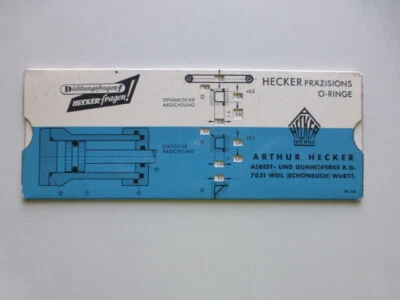 Dichtungsfragen?
HECKER-fragen!
DYNAMISCHE
ABDICHTUNG
HECKER PRÄZISIONS
O-RINGE
HECKER
WERKE
STATISCHE
ABDICHTUNG
ARTHUR HECKER
ASBEST- UND GUMMIWERKE K.G.
7031 WEIL (SCHÖNBUCH) WÜRTT.